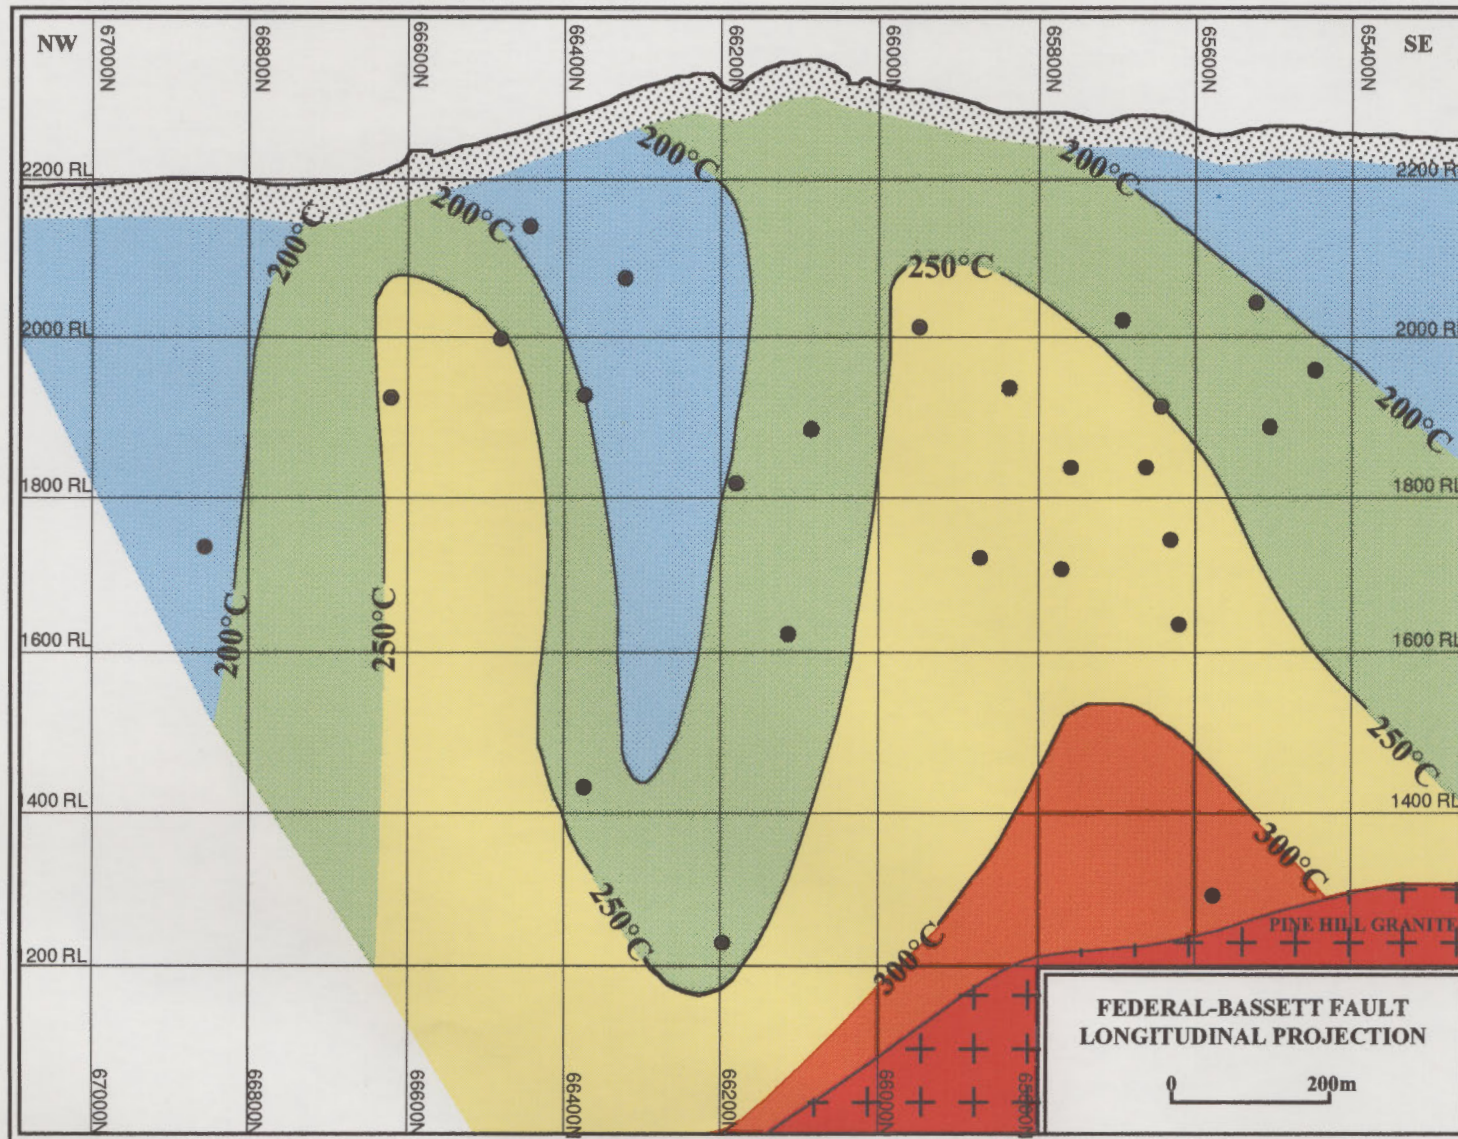 NW
67000N
66800N
66600N
66400N
66200N
66000N
65800N
65600N
65400N
SE
200°C
200°C
2200 RL
2200 R
200°C
200°C
250°C
2000 RL
2000 R
200°C
1800 RL
1800 RL
200°C
250°C
1600 RL
1600 RL
250°C
1400 RL
1400 RL
300°C
250°C
PINE HILL GRANITE
300°C
1200 RL
FEDERAL-BASSETT FAULT
LONGITUDINAL PROJECTION
0
200m
67000N
66800N
66600N
66400N
66200N
66000N